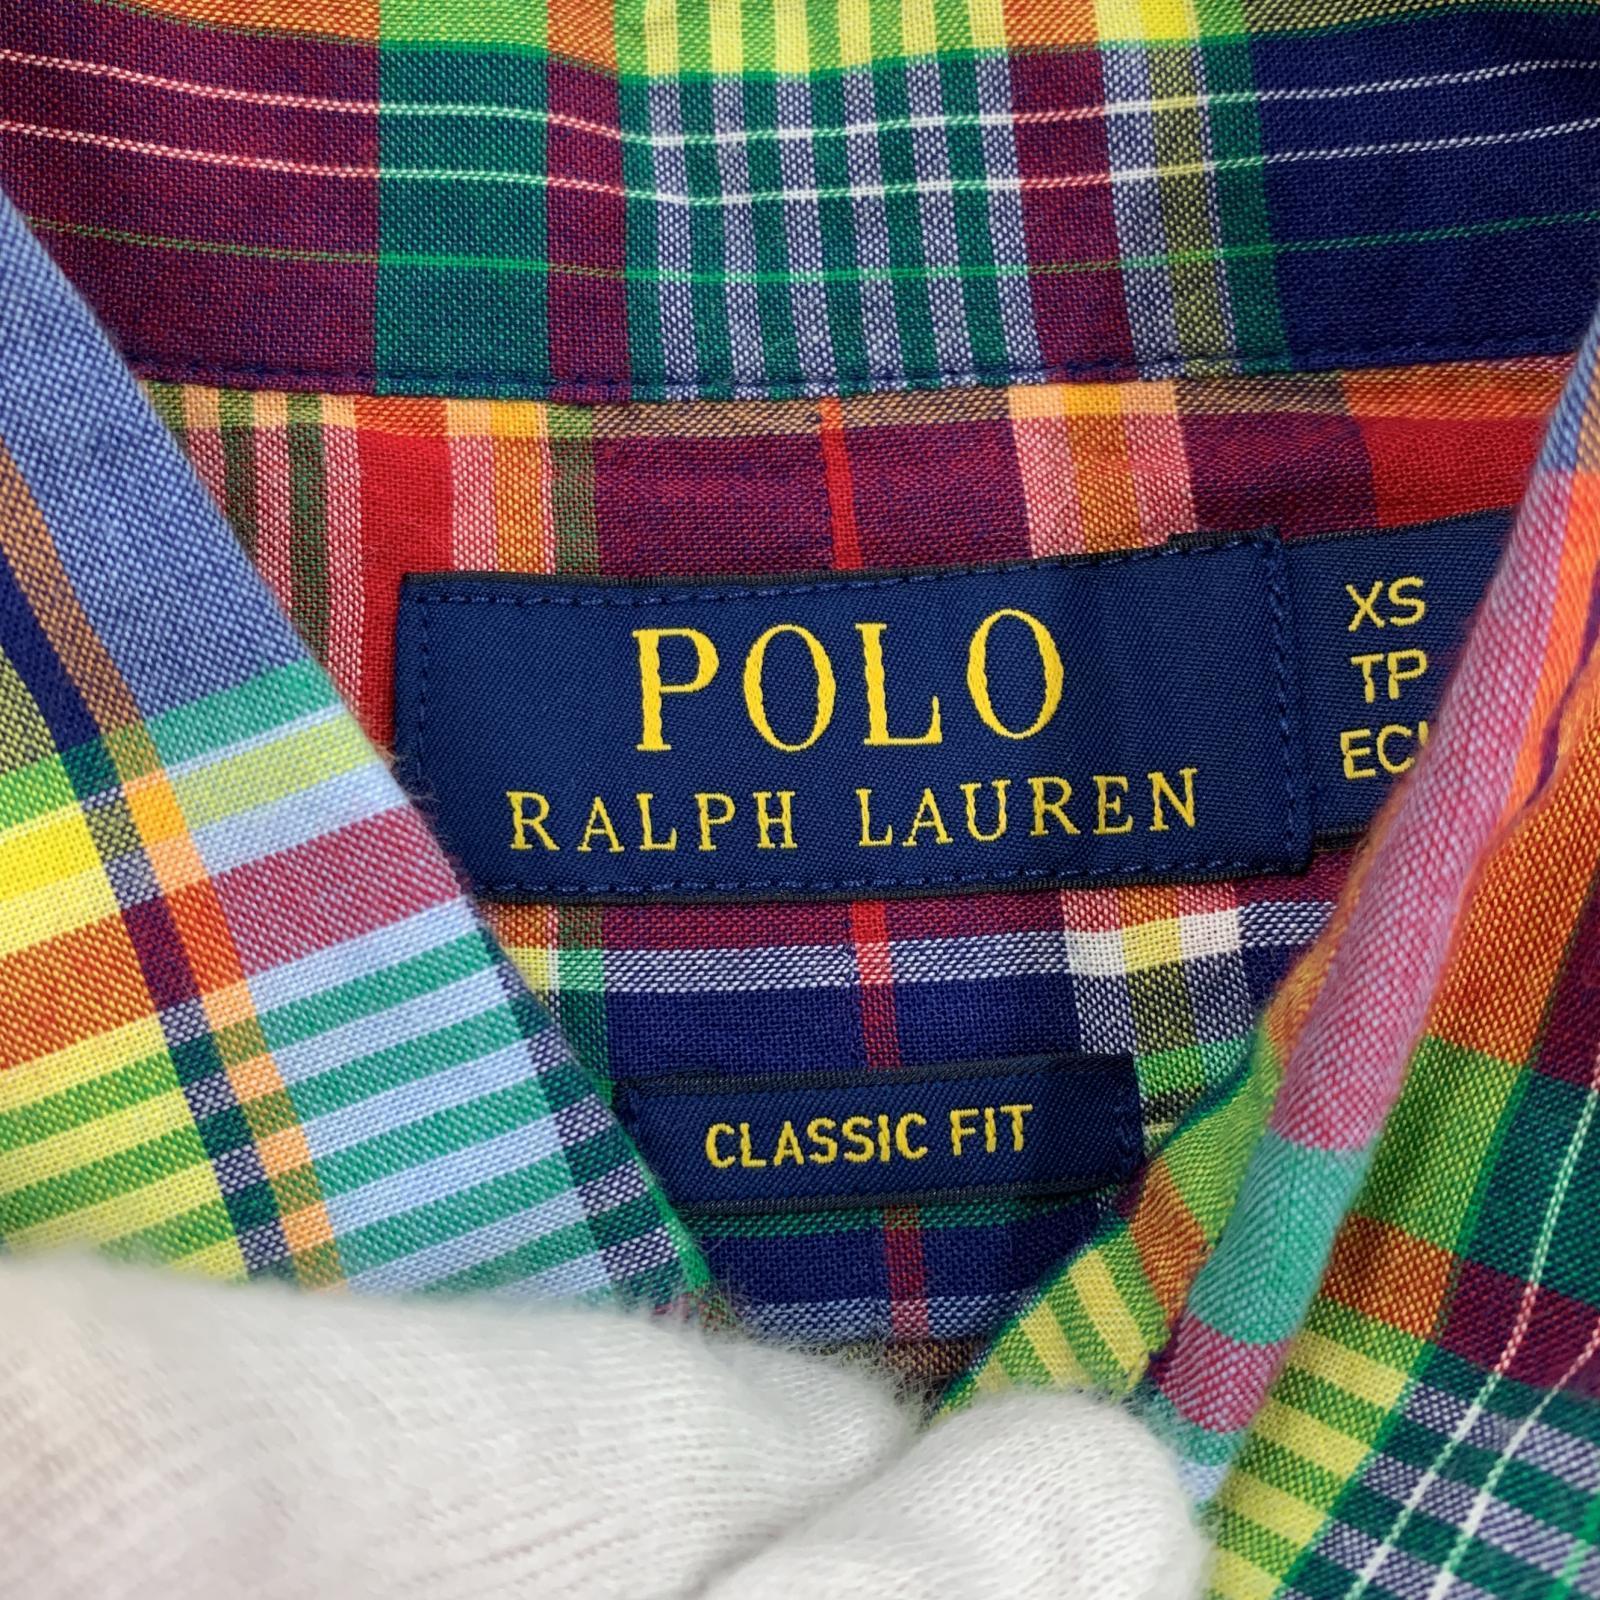 POLO
RALPH LAUREN
XS
TP
CLASSIC FIT